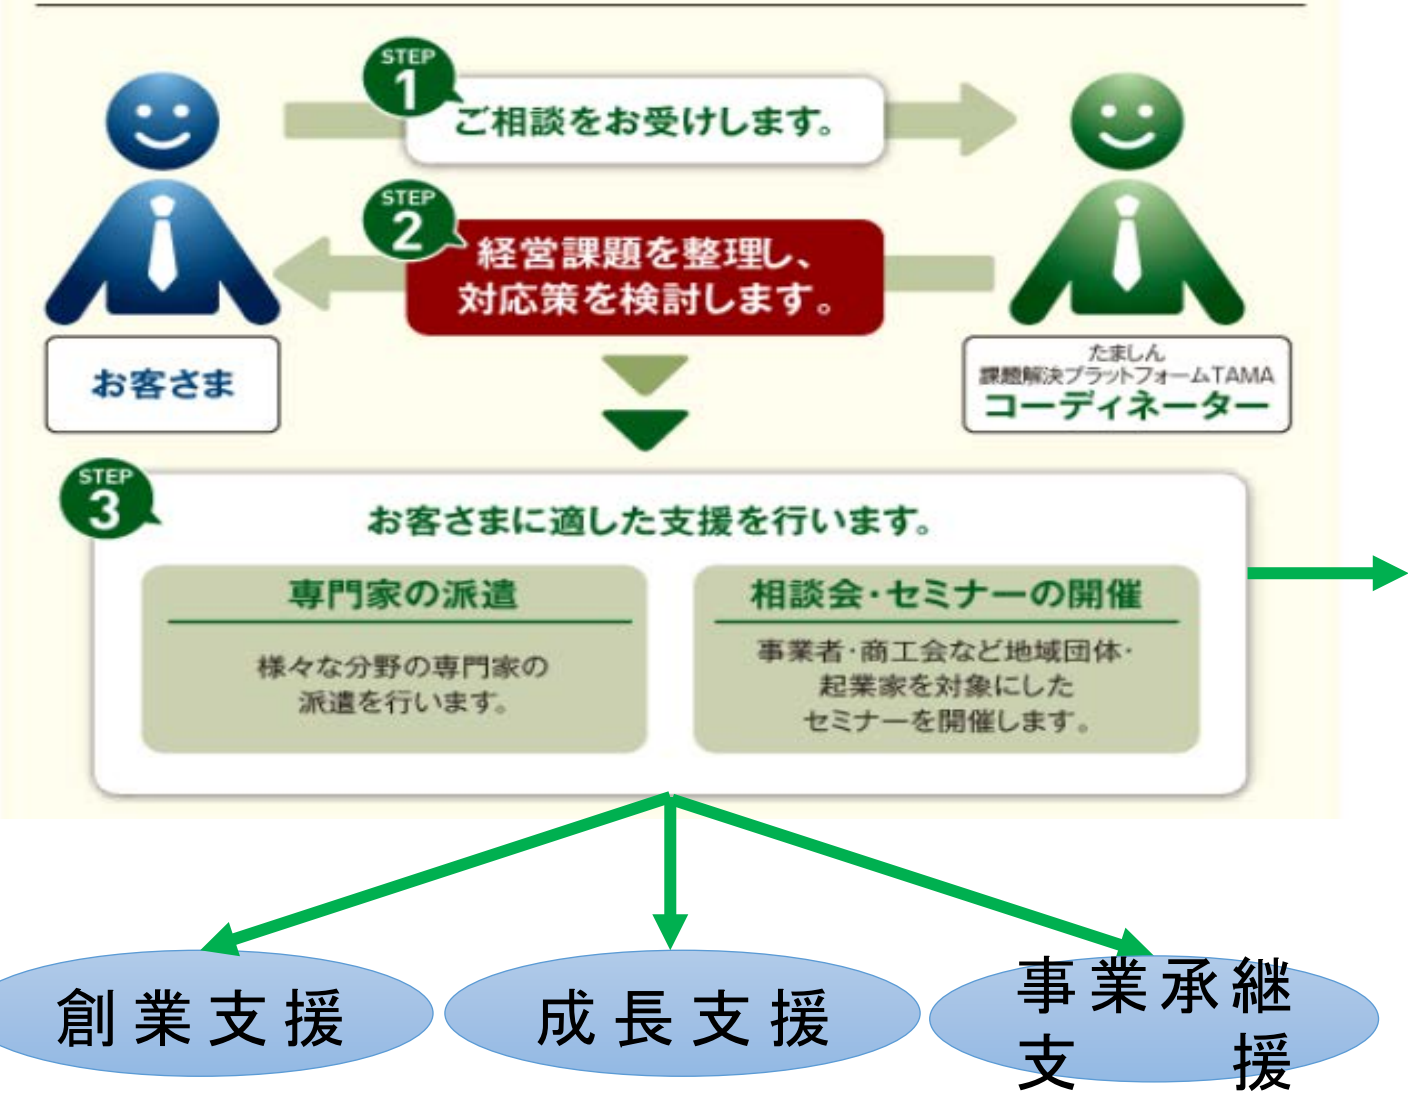 STEP
1
ご相談をお受けします。
STEP
2
経営課題を整理し、
対応策を検討します。
お客さま
たましん
課題解決プラットフォームTAMA
コーディネーター
STEP
3
お客さまに適した支援を行います。
専門家の派遣
様々な分野の専門家の
派遣を行います。
相談会・セミナーの開催
事業者・商工会など地域団体・
起業家を対象にした
セミナーを開催します。
創業支援
成長支援
事業承継
支援